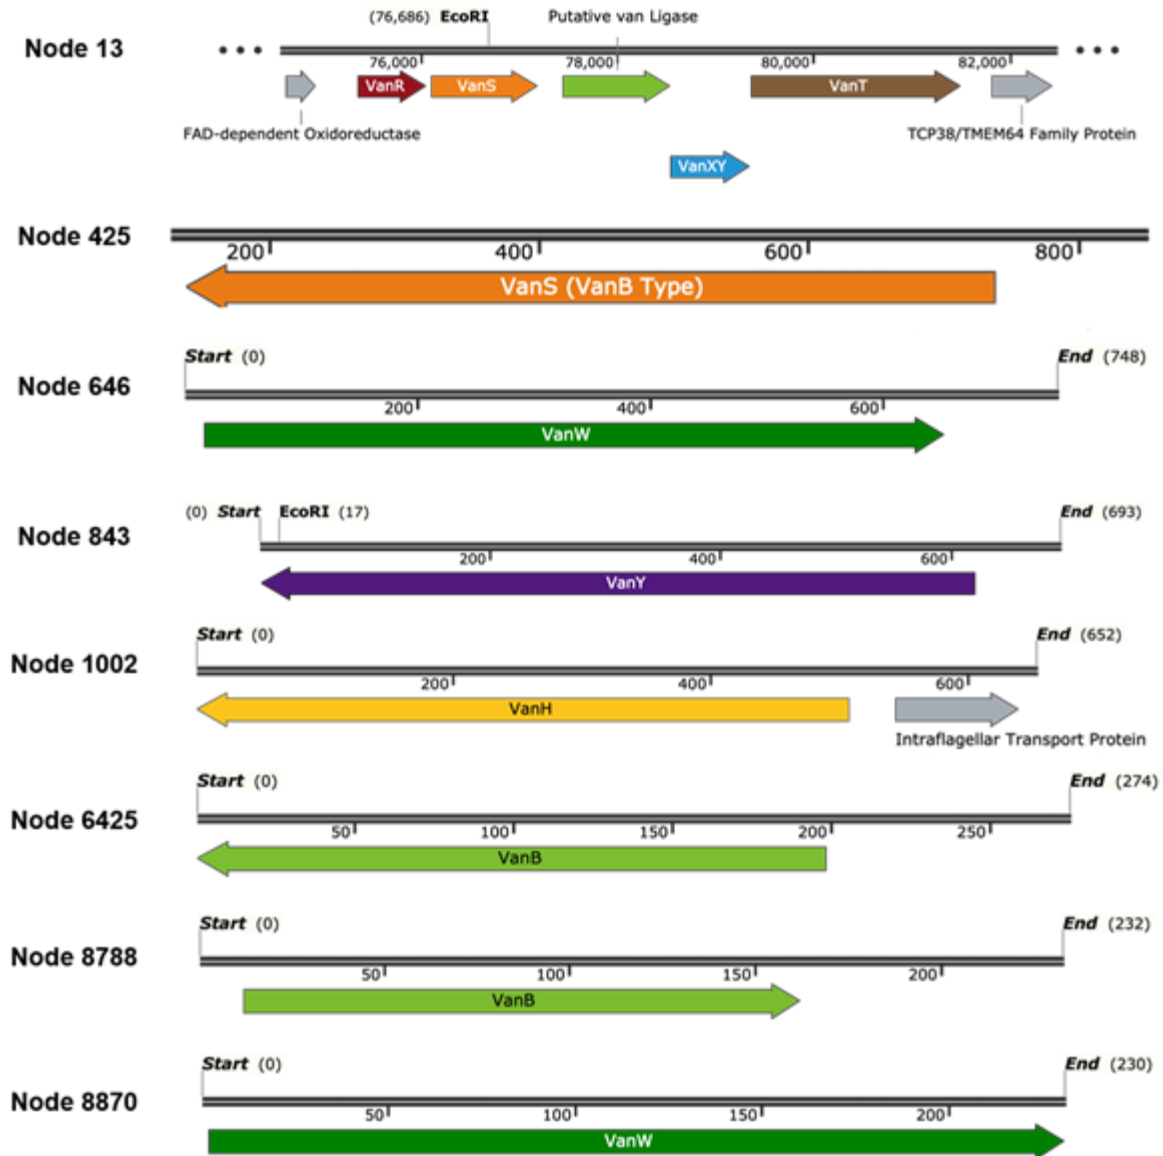 (76,686) EcoRI Putative van Ligase
Node 13
76,000 78,000 80,000 82,000
VanR VanS VanT
FAD-dependent Oxidoreductase TCP38/TMEM64 Family Protein
VanXY
Node 425
200 400 600 800
VanS (VanB Type)
Start (0) End (748)
Node 646
200 400 600
VanW
(0) Start EcoRI (17) End (693)
Node 843
200 400 600
VanY
Start (0) End (652)
Node 1002
200 400 600
VanH
Intraflagellar Transport Protein
Start (0) End (274)
Node 6425
50 100 150 200 250
VanB
Start (0) End (232)
Node 8788
50 100 150 200
VanB
Start (0) End (230)
Node 8870
50 100 150 200
VanW